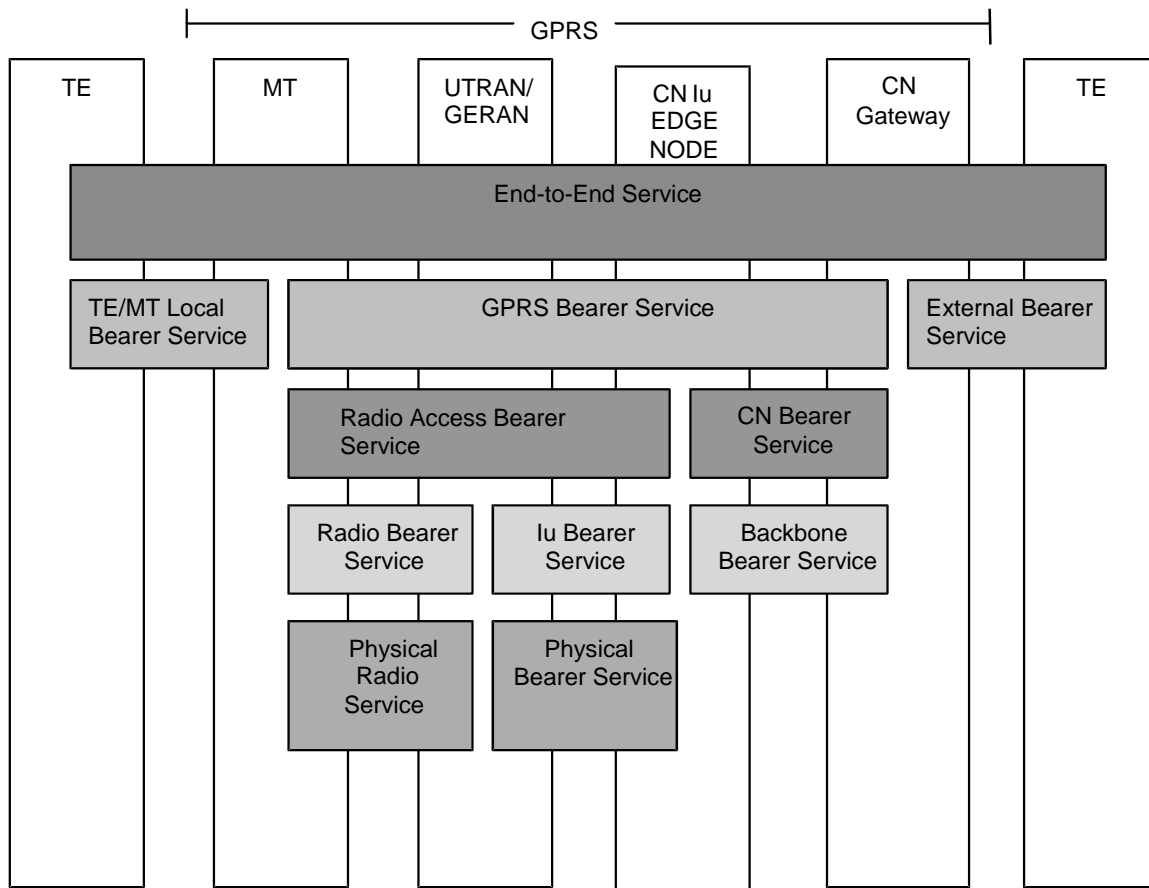 GPRS
TE
MT
UTRAN/
GERAN
CN Iu
EDGE
NODE
CN
Gateway
TE
End-to-End Service
TE/MT Local
Bearer Service
GPRS Bearer Service
External Bearer
Service
Radio Access Bearer
Service
CN Bearer
Service
Radio Bearer
Service
Iu Bearer
Service
Backbone
Bearer Service
Physical
Radio
Service
Physical
Bearer Service